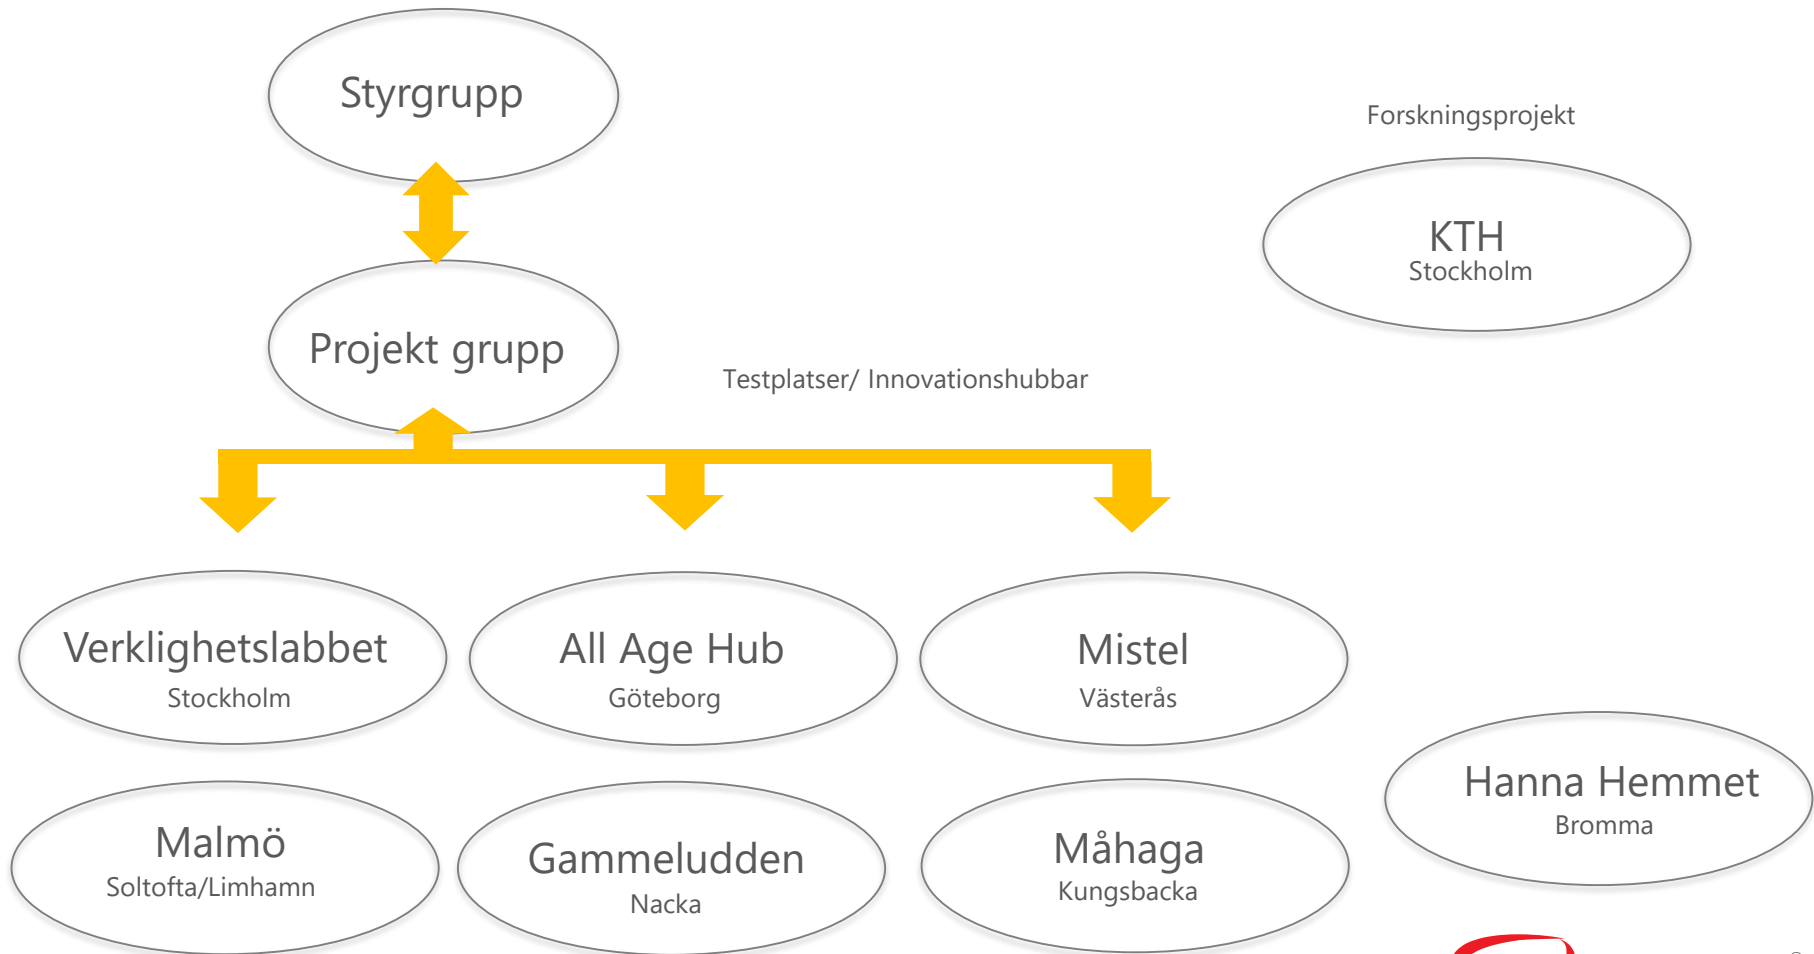 Styrgrupp
Forskningsprojekt
KTH
Stockholm
Projekt grupp
Testplatser/ Innovationshubbar
Verklighetslabbet
Stockholm
All Age Hub
Göteborg
Mistel
Västerås
Hanna Hemmet
Bromma
Malmö
Soltofta/Limhamn
Gammeludden
Nacka
Måhaga
Kungsbacka